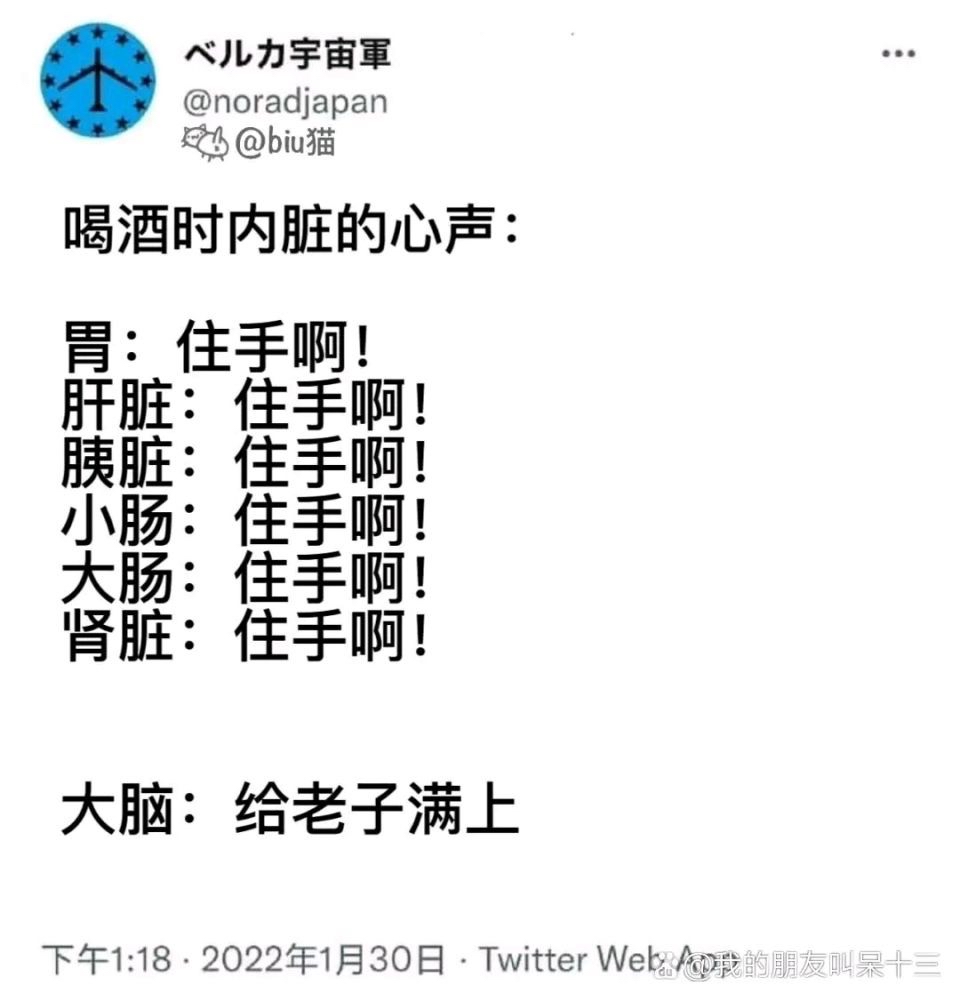 ベルカ宇宙軍
@noradjapan
@biu猫
喝酒时内脏的心声：
胃：住手啊！
肝脏：住手啊！
胰脏：住手啊！
小肠：住手啊！
大肠：住手啊！
肾脏：住手啊！
大脑：给老子满上
下午1:18 · 2022年1月30日 · Twitter Web App
@我的朋友叫呆十三